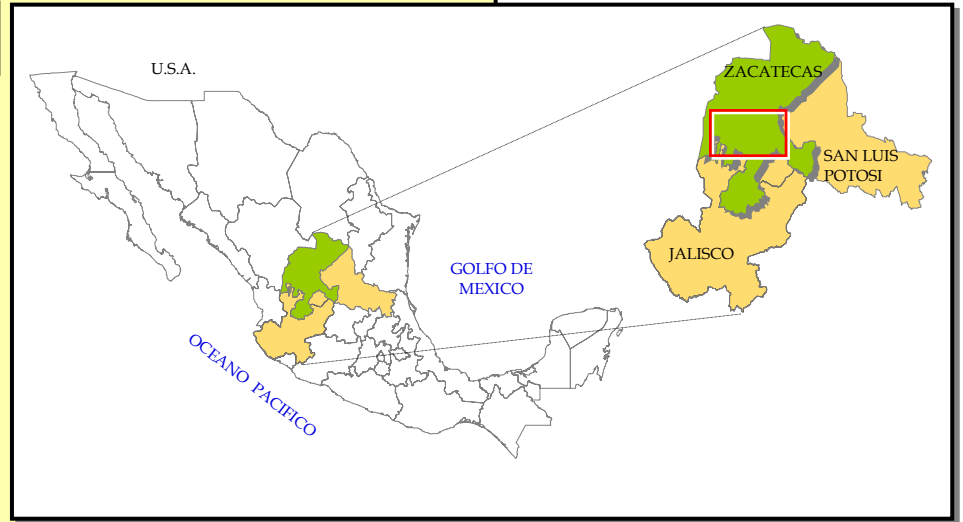 U.S.A.
ZACATECAS
SAN LUIS
POTOSI
JALISCO
GOLFO DE
MEXICO
OCEANO PACIFICO